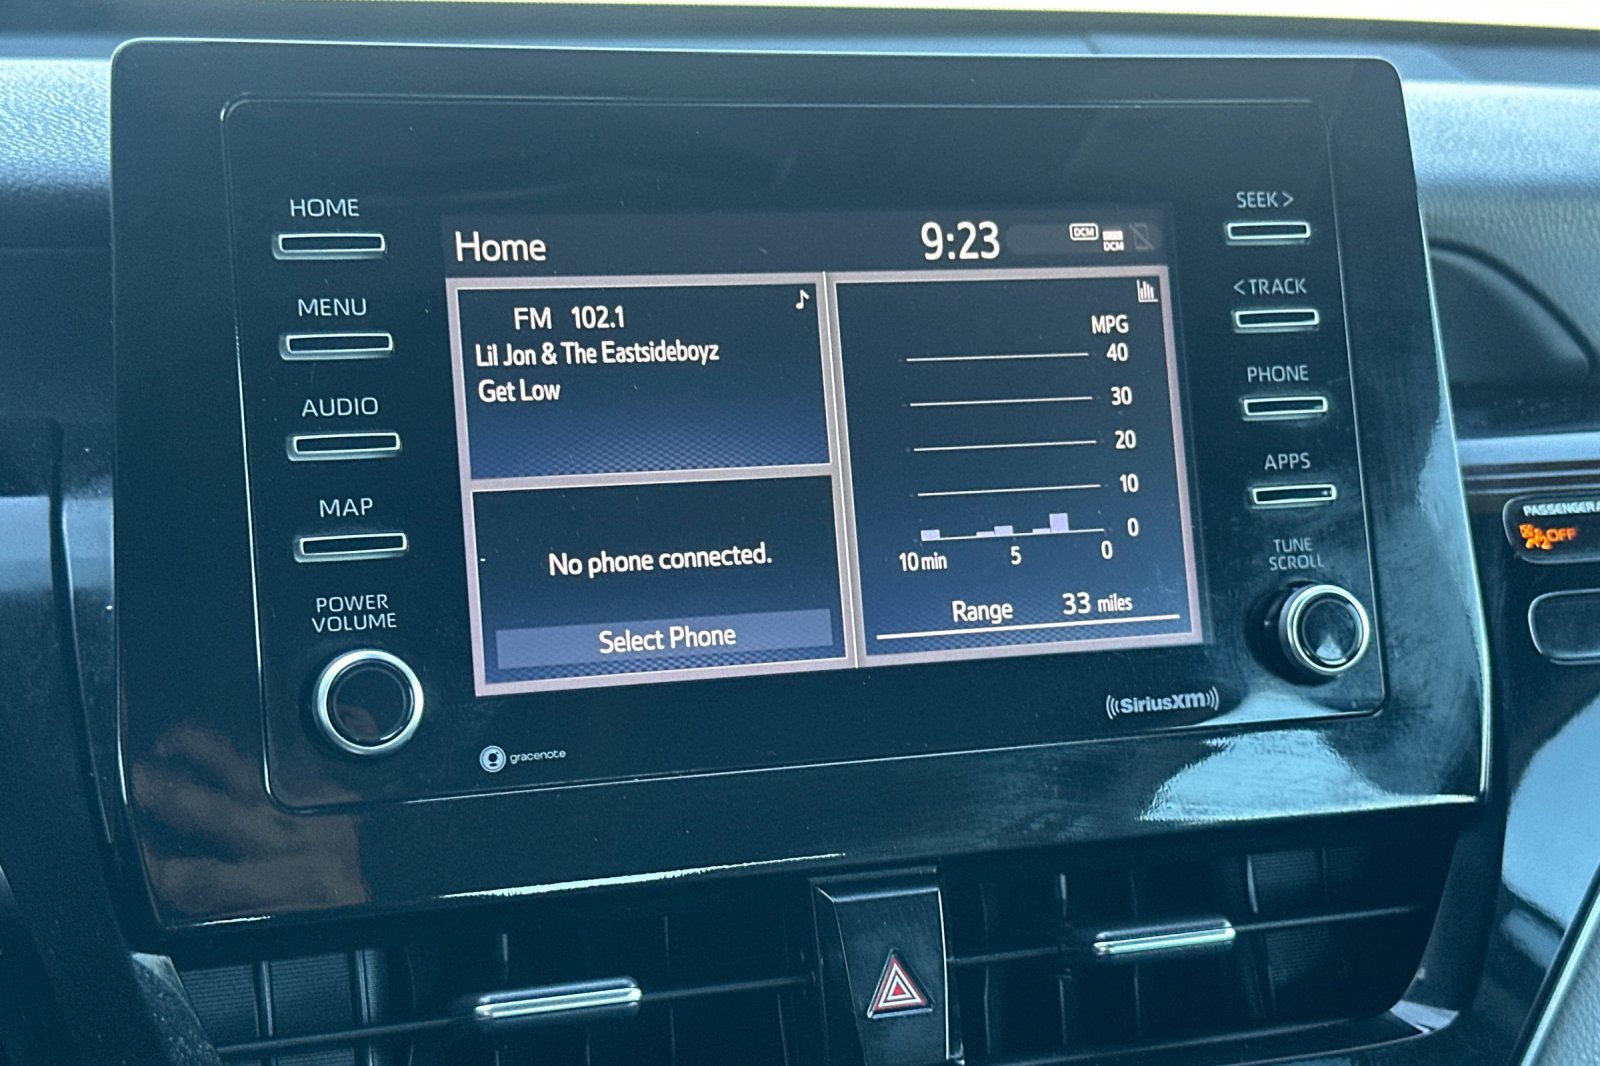 HOME
MENU
AUDIO
MAP
POWER
VOLUME
Home
9:23
DCM
DCM
FM 102.1
Lil Jon & The Eastsideboyz
Get Low
No phone connected.
Select Phone
MPG
40
30
20
10
0
10 min 5 0
Range 33 miles
SEEK >
< TRACK
PHONE
APPS
TUNE
SCROLL
gracenote
SiriusXM
PASSENGER
OFF